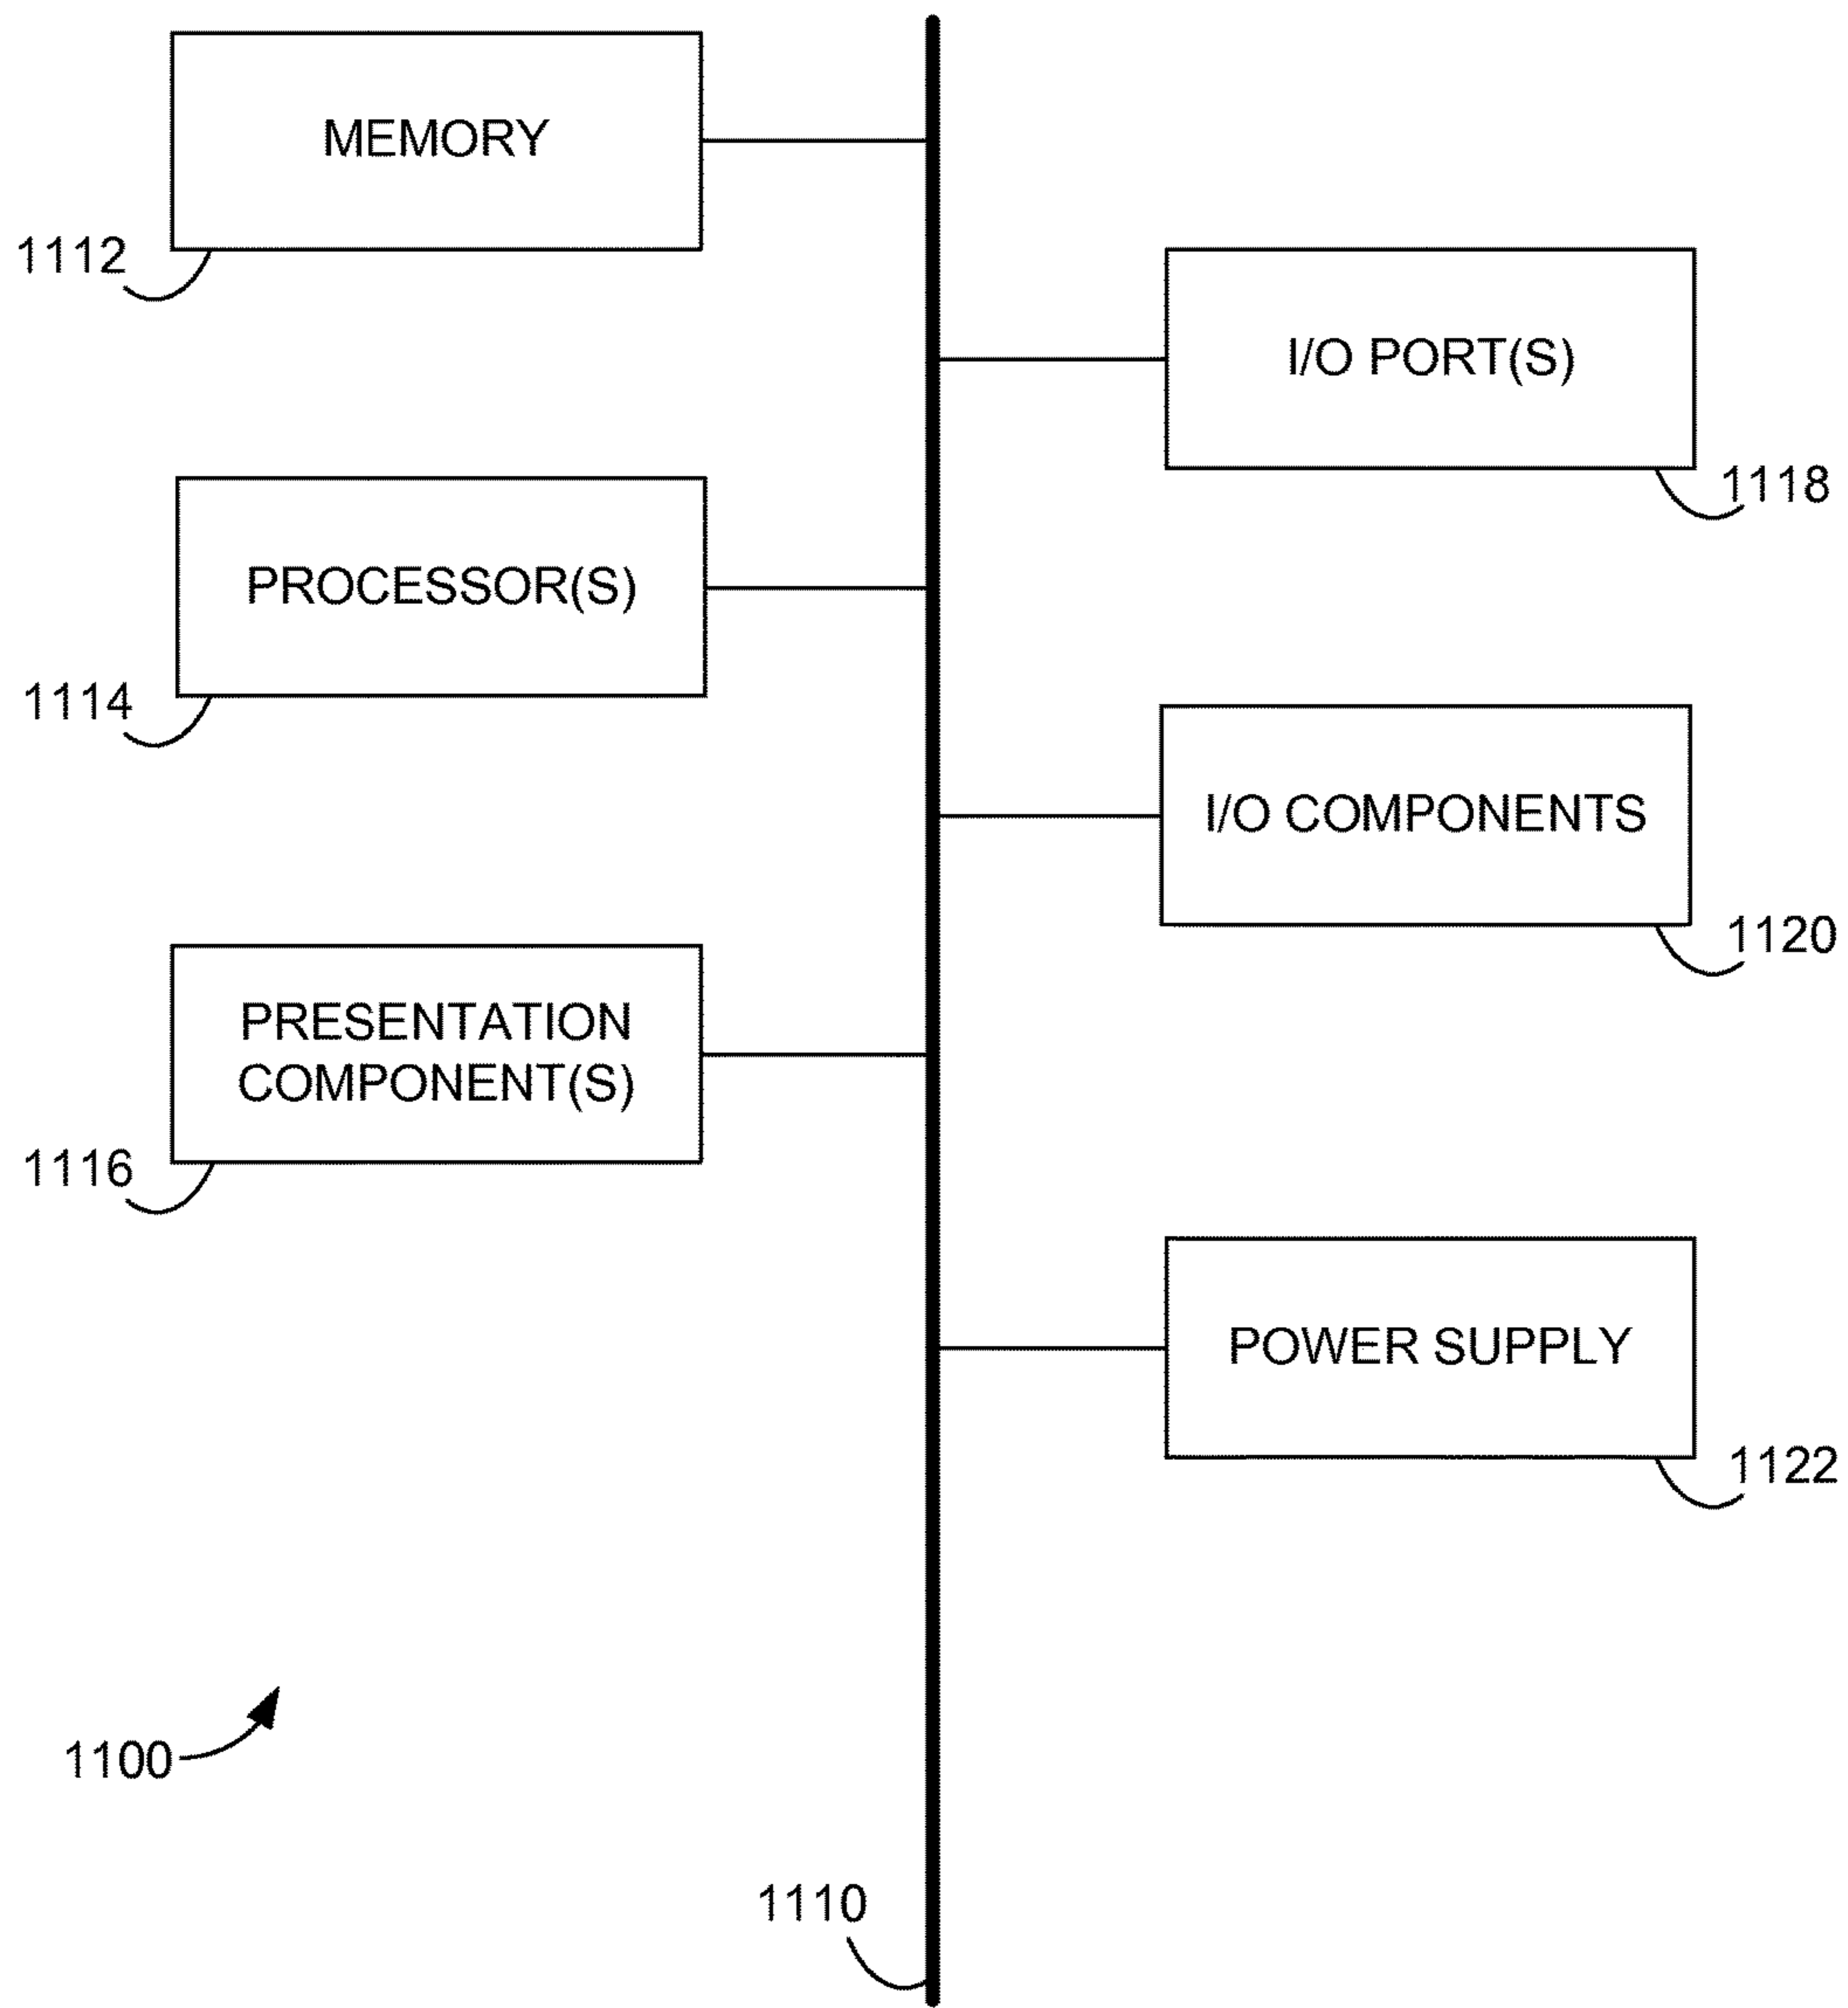 MEMORY
1112
I/O PORT(S)
1118
PROCESSOR(S)
1114
I/O COMPONENTS
1120
PRESENTATION
COMPONENT(S)
1116
POWER SUPPLY
1122
1100
1110